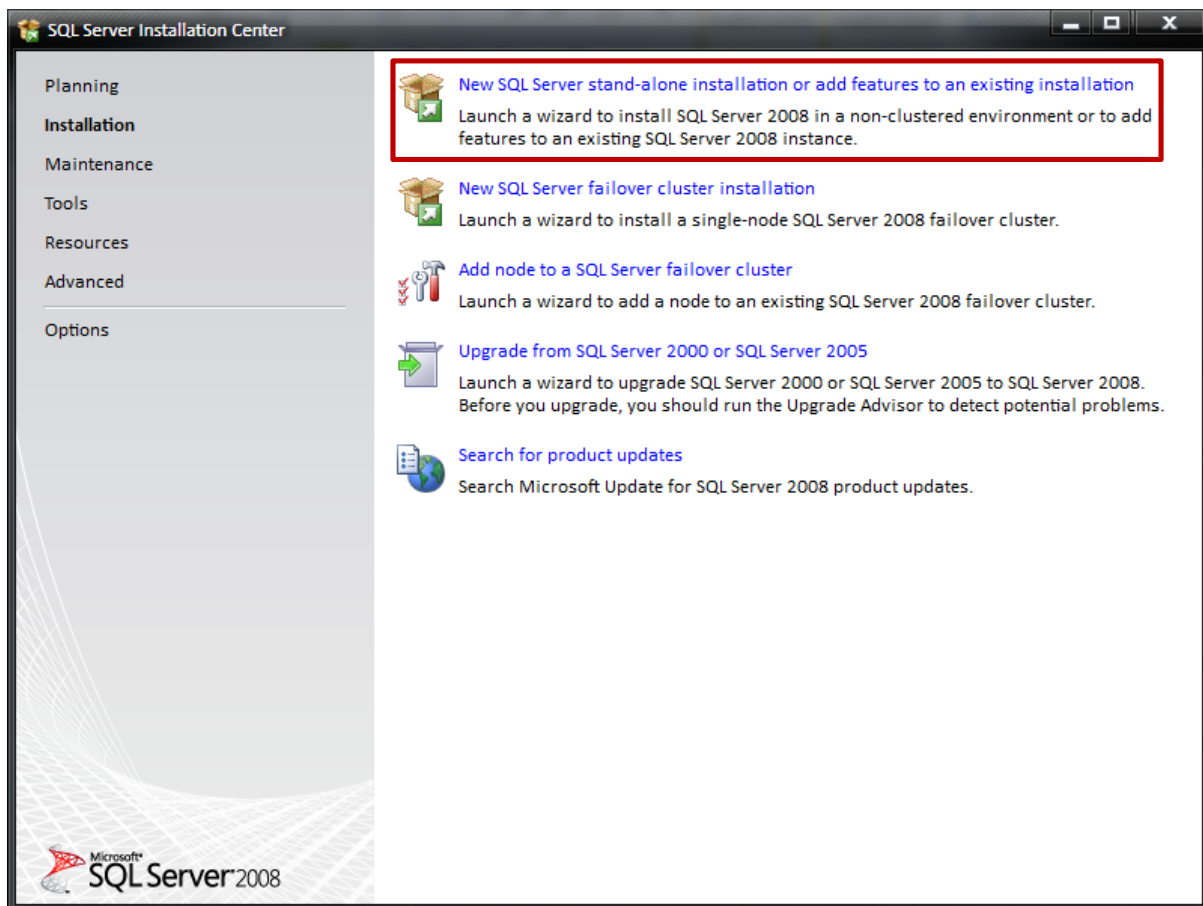 SQL Server Installation Center
Planning
Installation
Maintenance
Tools
Resources
Advanced
Options
New SQL Server stand-alone installation or add features to an existing installation
Launch a wizard to install SQL Server 2008 in a non-clustered environment or to add
features to an existing SQL Server 2008 instance.
New SQL Server failover cluster installation
Launch a wizard to install a single-node SQL Server 2008 failover cluster.
Add node to a SQL Server failover cluster
Launch a wizard to add a node to an existing SQL Server 2008 failover cluster.
Upgrade from SQL Server 2000 or SQL Server 2005
Launch a wizard to upgrade SQL Server 2000 or SQL Server 2005 to SQL Server 2008.
Before you upgrade, you should run the Upgrade Advisor to detect potential problems.
Search for product updates
Search Microsoft Update for SQL Server 2008 product updates.
Microsoft
SQL Server 2008